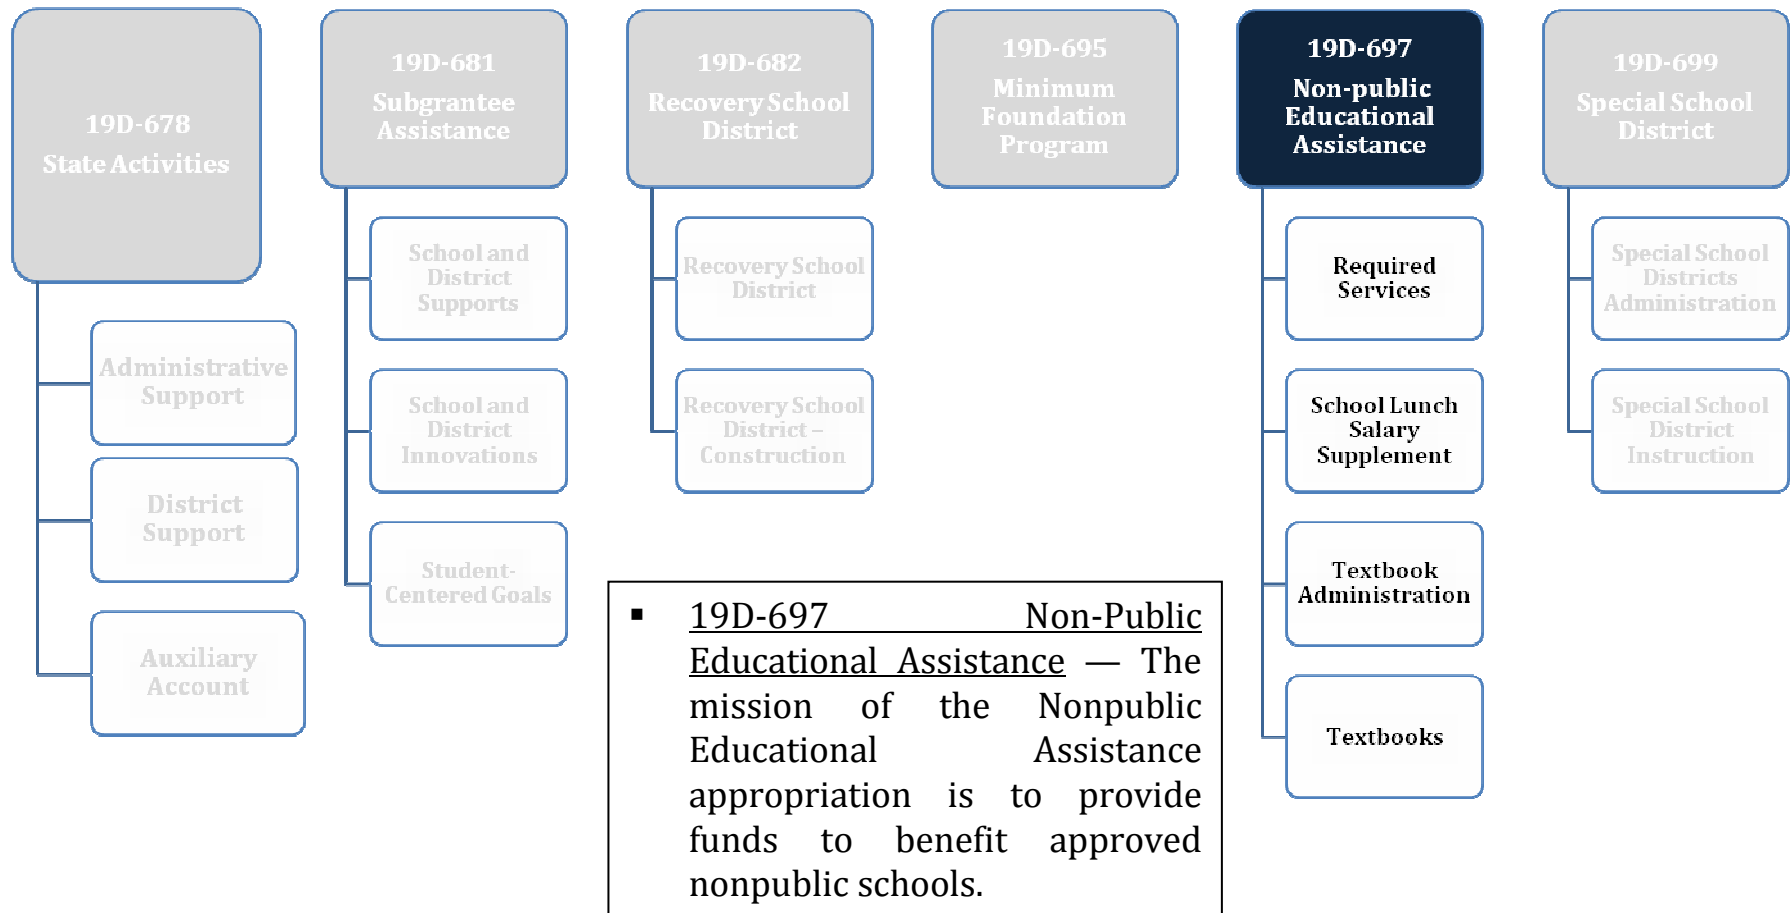 19D-678
State Activities
Administrative
Support
District
Support
Auxiliary
Account
19D-681
Subgrantee
Assistance
School and
District
Supports
School and
District
Innovations
Student-
Centered Goals
19D-682
Recovery School
District
Recovery School
District
Recovery School
District –
Construction
19D-695
Minimum
Foundation
Program
19D-697
Non-public
Educational
Assistance
Required
Services
School Lunch
Salary
Supplement
Textbook
Administration
Textbooks
19D-699
Special School
District
Special School
Districts
Administration
Special School
District
Instruction
▪ 19D-697 Non-Public
Educational Assistance — The
mission of the Nonpublic
Educational Assistance
appropriation is to provide
funds to benefit approved
nonpublic schools.